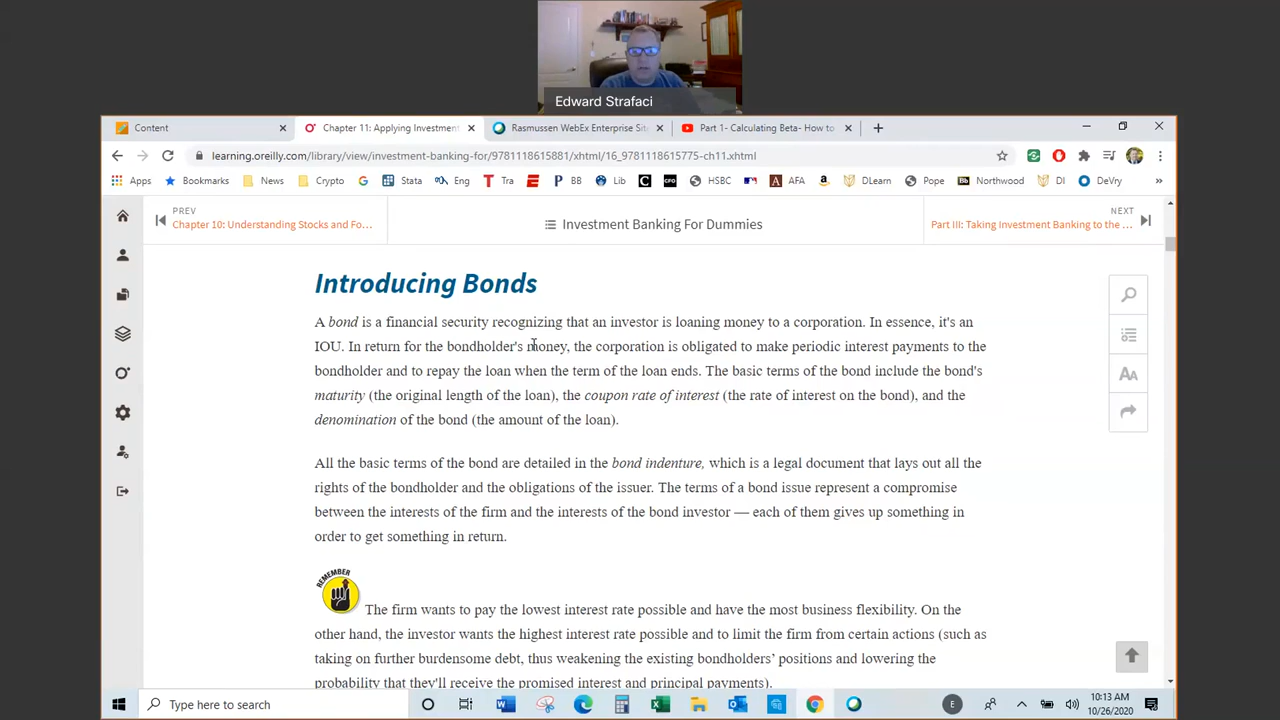 Edward Strafaci
Content
Chapter 11: Applying Investment
Rasmussen WebEx Enterprise Sit
Part 1- Calculating Beta- How to
learning.oreilly.com/library/view/investment-banking-for/9781118615881/xhtml/16_9781118615775-ch11.xhtml
Apps Bookmarks News Crypto Stata Eng Tra BB Lib HSBC AFA DLearn Pope Northwood DI DeVry »
PREV
Chapter 10: Understanding Stocks and Fo...
Investment Banking For Dummies
NEXT
Part III: Taking Investment Banking to the ...
Introducing Bonds
A bond is a financial security recognizing that an investor is loaning money to a corporation. In essence, it's an
IOU. In return for the bondholder's money, the corporation is obligated to make periodic interest payments to the
bondholder and to repay the loan when the term of the loan ends. The basic terms of the bond include the bond's
maturity (the original length of the loan), the coupon rate of interest (the rate of interest on the bond), and the
denomination of the bond (the amount of the loan).
All the basic terms of the bond are detailed in the bond indenture, which is a legal document that lays out all the
rights of the bondholder and the obligations of the issuer. The terms of a bond issue represent a compromise
between the interests of the firm and the interests of the bond investor — each of them gives up something in
order to get something in return.
REMEMBER
The firm wants to pay the lowest interest rate possible and have the most business flexibility. On the
other hand, the investor wants the highest interest rate possible and to limit the firm from certain actions (such as
taking on further burdensome debt, thus weakening the existing bondholders' positions and lowering the
probability that they'll receive the promised interest and principal payments).
AA
Type here to search
E
10:13 AM
10/26/2020